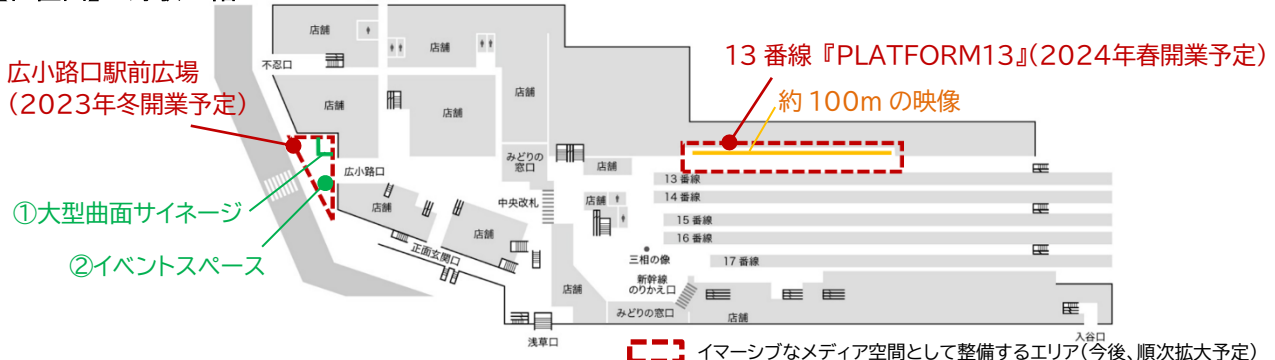 13 番線 『PLATFORM13』(2024年春開業予定)
約 100m の映像
広小路口駅前広場
(2023年冬開業予定)
①大型曲面サイネージ
②イベントスペース
店舗
店舗
不忍口
店舗
店舗
みどりの
窓口
店舗
広小路口
店舗
店舗
正面玄関口
中央改札
店舗
13 番線
14 番線
15 番線
16 番線
17 番線
三相の像
新幹線
のりかえ口
店舗
みどりの窓口
店舗
浅草口
入谷口
イマーシブなメディア空間として整備するエリア(今後、順次拡大予定)